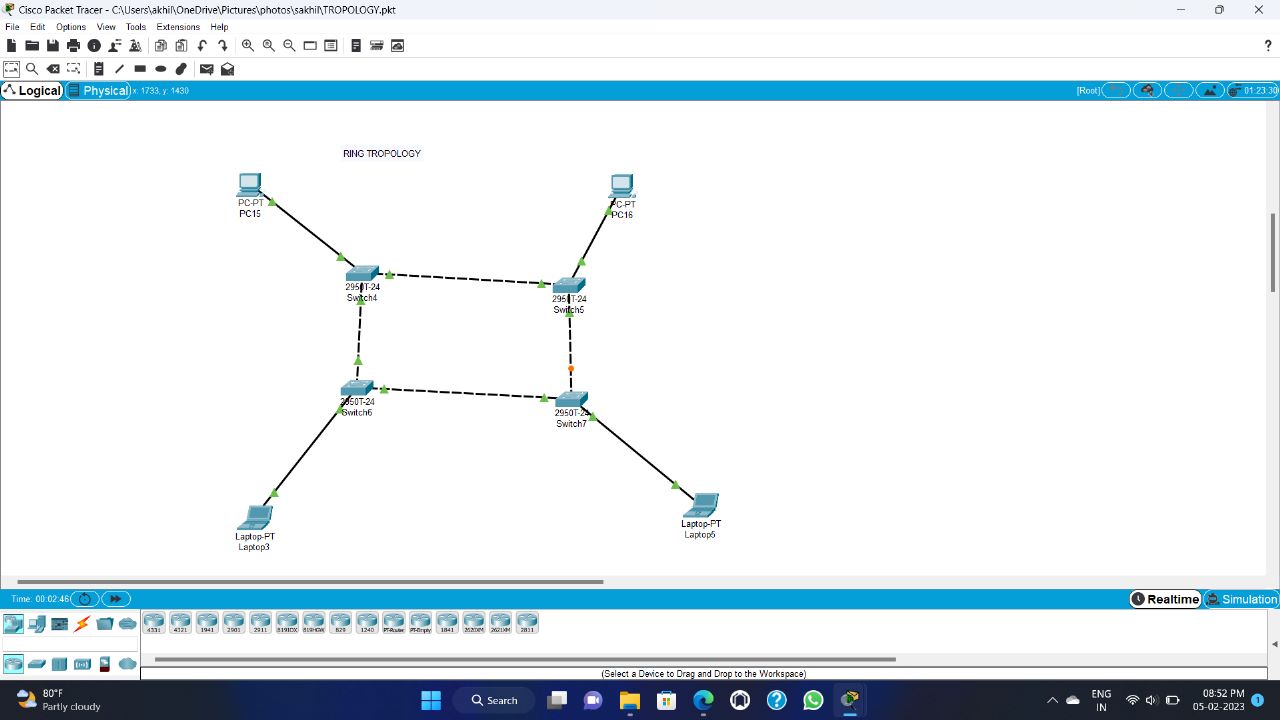 Cisco Packet Tracer - C:\Users\akhil\OneDrive\Pictures\photos\sakhil\TROPOLOGY.pkt
File Edit Options View Tools Extensions Help
?
Logical Physical x: 1733, y: 1430 [Root] 01:23:30
RING TROPOLOGY
PC-PT
PC15
PC-PT
PC16
2950T-24
Switch4
2950T-24
Switch5
2950T-24
Switch6
2950T-24
Switch7
Laptop-PT
Laptop3
Laptop-PT
Laptop5
Time: 00:02:46 Realtime Simulation
4331 4321 1941 2901 2911 819IOX 819HGW 829 1240 PT-Router PT-Empty 1841 2620XM 2621XM 2811
(Select a Device to Drag and Drop to the Workspace)
80°F
Partly cloudy
Search
ENG
IN
08:52 PM
05-02-2023
1